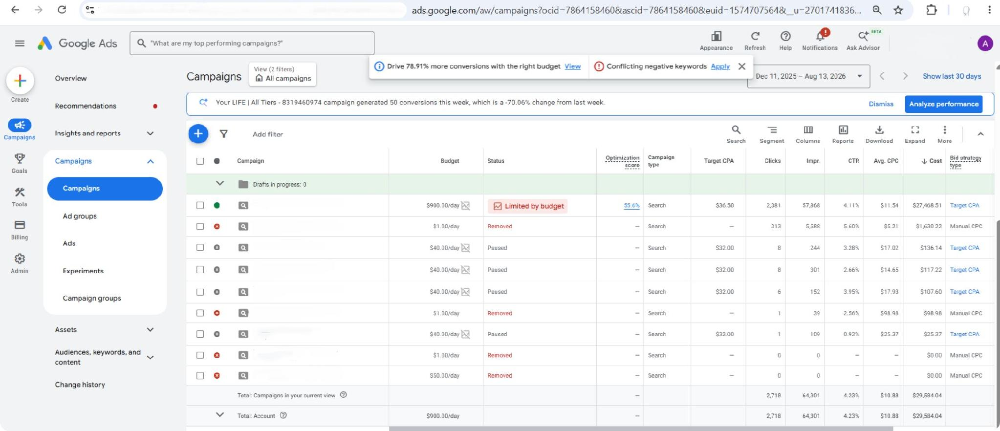 ads.google.com/aw/campaigns?ocid=7864158460&ascid=7864158460&euid=1574707564&__u=2701741836...
Google Ads
"What are my top performing campaigns?"
Appearance
Refresh
Help
Notifications
Ask Advisor
BETA
A
Drive 78.91% more conversions with the right budget View
Conflicting negative keywords Apply
Create
Campaigns
Goals
Tools
Billing
Admin
Overview
Recommendations
Insights and reports
Campaigns
Campaigns
Ad groups
Ads
Experiments
Campaign groups
Assets
Audiences, keywords, and
content
Change history
Campaigns
View (2 filters)
All campaigns
Dec 11, 2025 – Aug 13, 2026
Show last 30 days
Your LIFE | All Tiers - 8319460974 campaign generated 50 conversions this week, which is a -70.06% change from last week.
Dismiss
Analyze performance
Add filter
Search
Segment
Columns
Reports
Download
Expand
More
Campaign Budget Status Optimization score Campaign type Target CPA Clicks Impr. CTR Avg. CPC Cost Bid strategy type
Drafts in progress: 0
$900.00/day Limited by budget 55.6% Search $36.50 2,381 57,868 4.11% $11.54 $27,468.51 Target CPA
$1.00/day Removed – Search – 313 5,588 5.60% $5.21 $1,630.22 Manual CPC
$40.00/day Paused – Search $32.00 8 244 3.28% $17.02 $136.14 Target CPA
$40.00/day Paused – Search $32.00 8 301 2.66% $14.65 $117.22 Target CPA
$40.00/day Paused – Search $32.00 6 152 3.95% $17.93 $107.60 Target CPA
$1.00/day Removed – Search – 1 39 2.56% $98.98 $98.98 Manual CPC
$40.00/day Paused – Search $32.00 1 109 0.92% $25.37 $25.37 Target CPA
$1.00/day Removed – Search – 0 0 – – $0.00 Manual CPC
$50.00/day Removed – Search – 0 0 – – $0.00 Manual CPC
Total: Campaigns in your current view – 2,718 64,301 4.23% $10.88 $29,584.04
Total: Account $900.00/day – 2,718 64,301 4.23% $10.88 $29,584.04